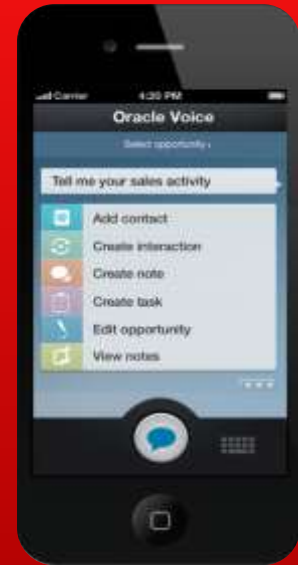 Carrier 4:20 PM
Oracle Voice
Select opportunity
Tell me your sales activity
Add contact
Create interaction
Create note
Create task
Edit opportunity
View notes